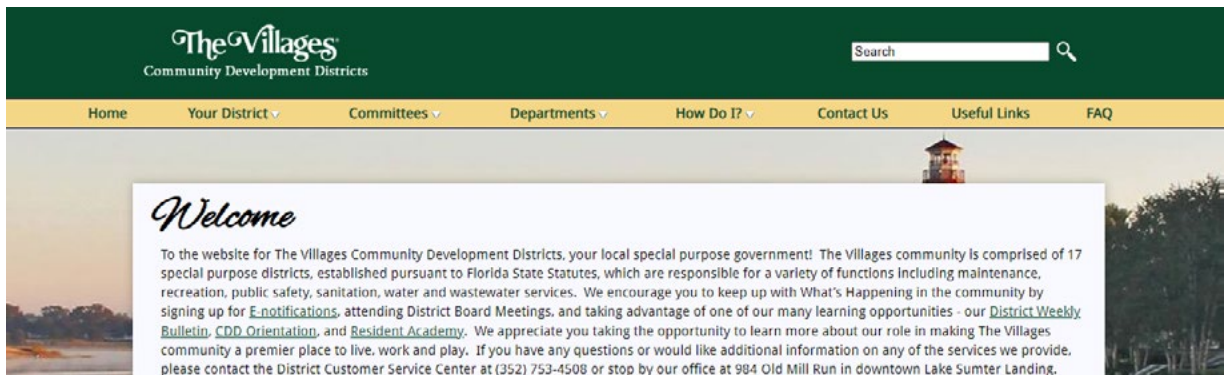 The Villages
Community Development Districts
Search
Home Your District Committees Departments How Do I? Contact Us Useful Links FAQ
Welcome
To the website for The Villages Community Development Districts, your local special purpose government! The Villages community is comprised of 17
special purpose districts, established pursuant to Florida State Statutes, which are responsible for a variety of functions including maintenance,
recreation, public safety, sanitation, water and wastewater services. We encourage you to keep up with What's Happening in the community by
signing up for E-notifications, attending District Board Meetings, and taking advantage of one of our many learning opportunities - our District Weekly
Bulletin, CDD Orientation, and Resident Academy. We appreciate you taking the opportunity to learn more about our role in making The Villages
community a premier place to live, work and play. If you have any questions or would like additional information on any of the services we provide,
please contact the District Customer Service Center at (352) 753-4508 or stop by our office at 984 Old Mill Run in downtown Lake Sumter Landing.